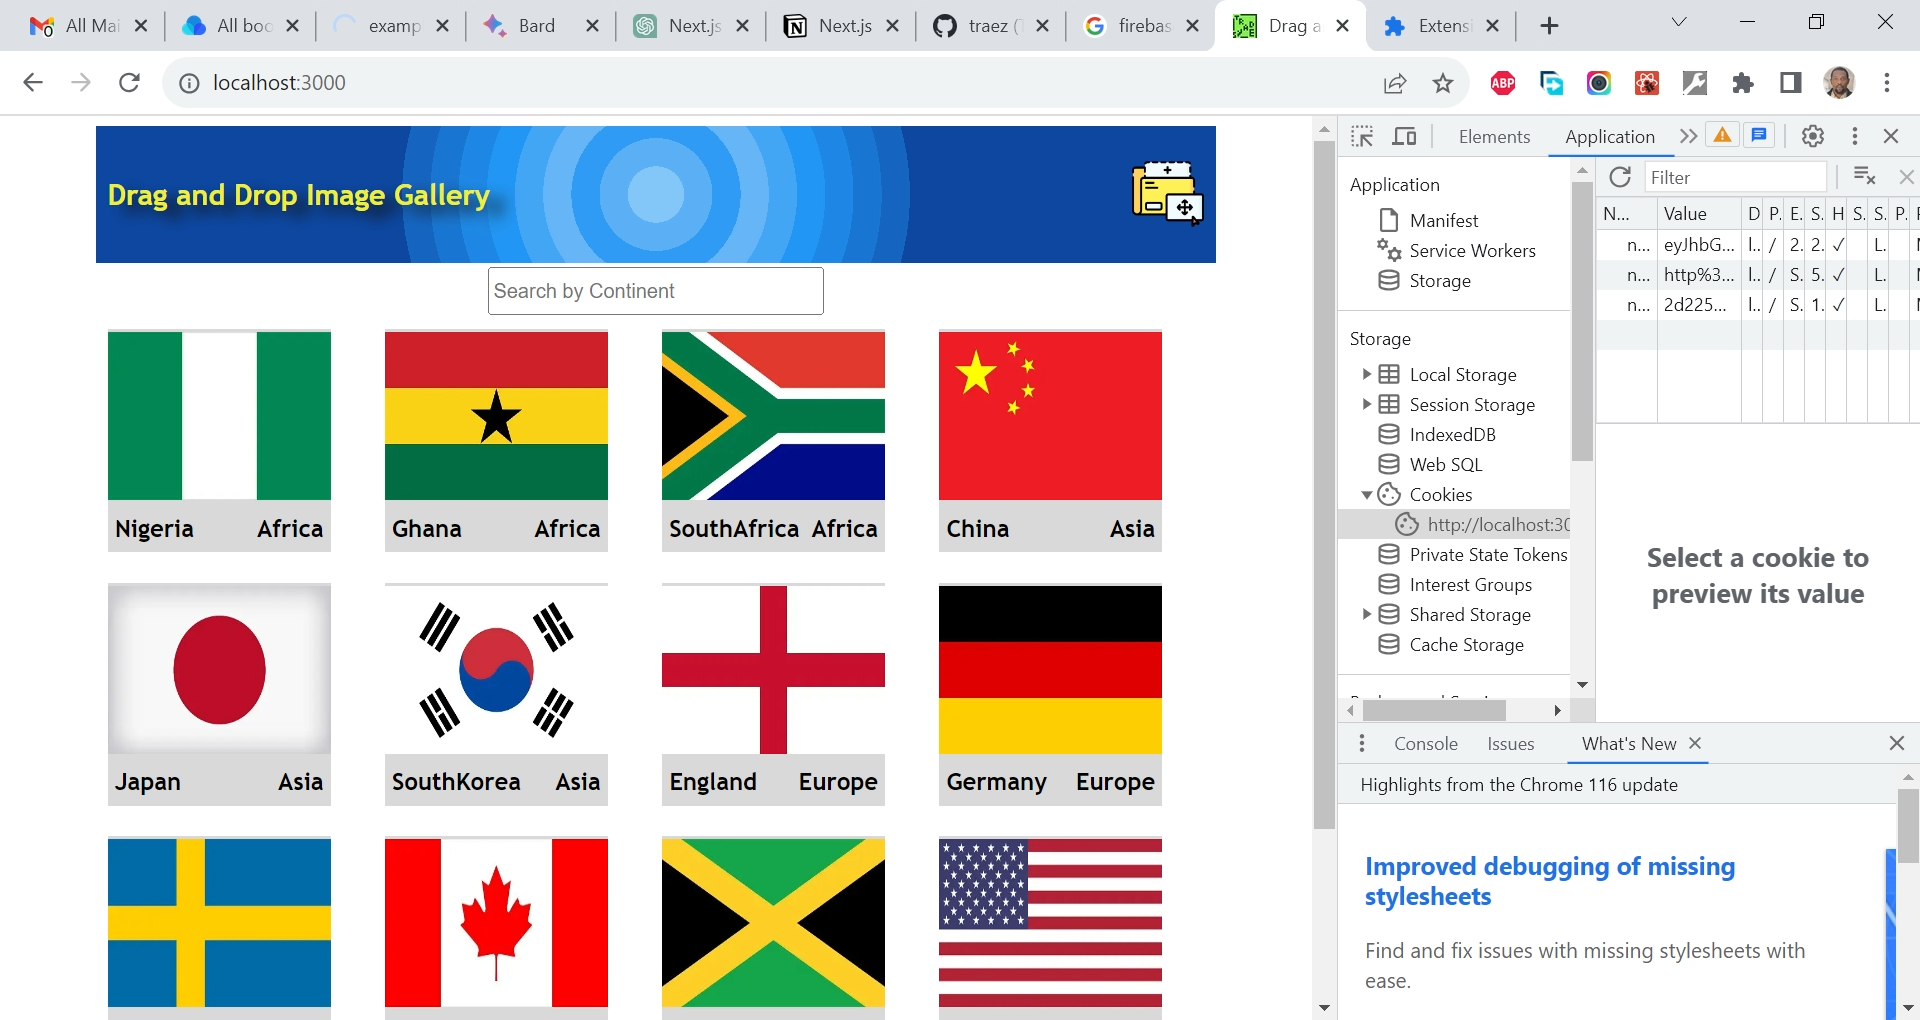 All Mai
All boo
examp
Bard
Next.js
Next.js
traez (
firebas
Drag a
Extensi
localhost:3000
ABP
Drag and Drop Image Gallery
Search by Continent
Nigeria Africa
Ghana Africa
SouthAfrica Africa
China Asia
Japan Asia
SouthKorea Asia
England Europe
Germany Europe
Elements
Application
Application
Manifest
Service Workers
Storage
Storage
Local Storage
Session Storage
IndexedDB
Web SQL
Cookies
http://localhost:30
Private State Tokens
Interest Groups
Shared Storage
Cache Storage
Filter
N... Value D P. E. S. H S. S. P.
n... eyJhbG... l.. / 2. 2. ✓ L.
n... http%3... l.. / S. 5. ✓ L.
n... 2d225... l.. / S. 1. ✓ L.
Select a cookie to
preview its value
Console
Issues
What's New
Highlights from the Chrome 116 update
Improved debugging of missing
stylesheets
Find and fix issues with missing stylesheets with
ease.